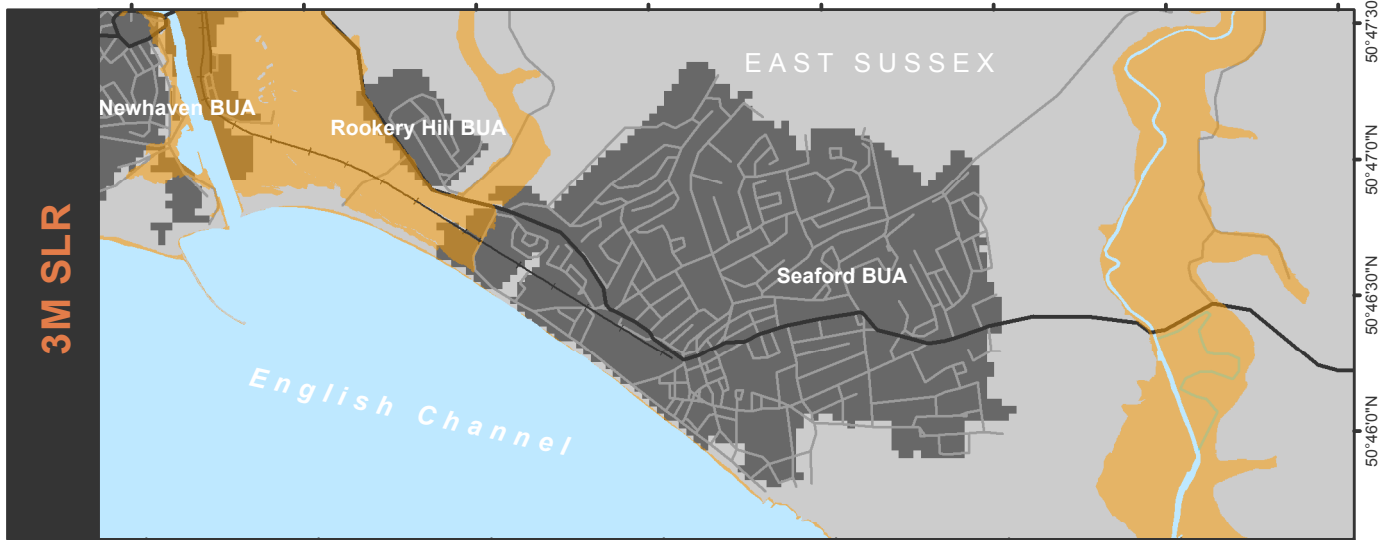 3M SLR
EAST SUSSEX
Newhaven BUA
Rookery Hill BUA
Seaford BUA
English Channel
50°47'30
50°47'0"N
50°46'30"N
50°46'0"N